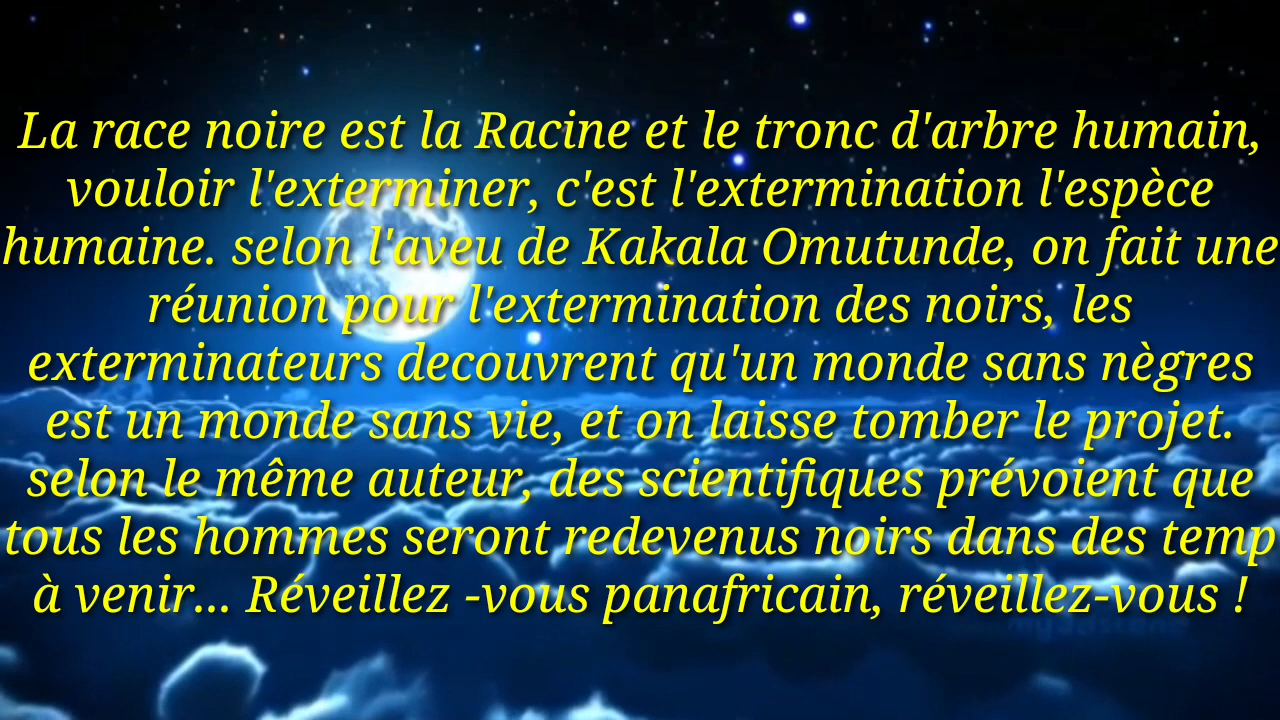 La race noire est la Racine et le tronc d'arbre humain,
vouloir l'exterminer, c'est l'extermination l'espèce
humaine. selon l'aveu de Kakala Omutunde, on fait une
réunion pour l'extermination des noirs, les
exterminateurs decouvrent qu'un monde sans nègres
est un monde sans vie, et on laisse tomber le projet.
selon le même auteur, des scientifiques prévoient que
tous les hommes seront redevenus noirs dans des temp
à venir... Réveillez -vous panafricain, réveillez-vous !